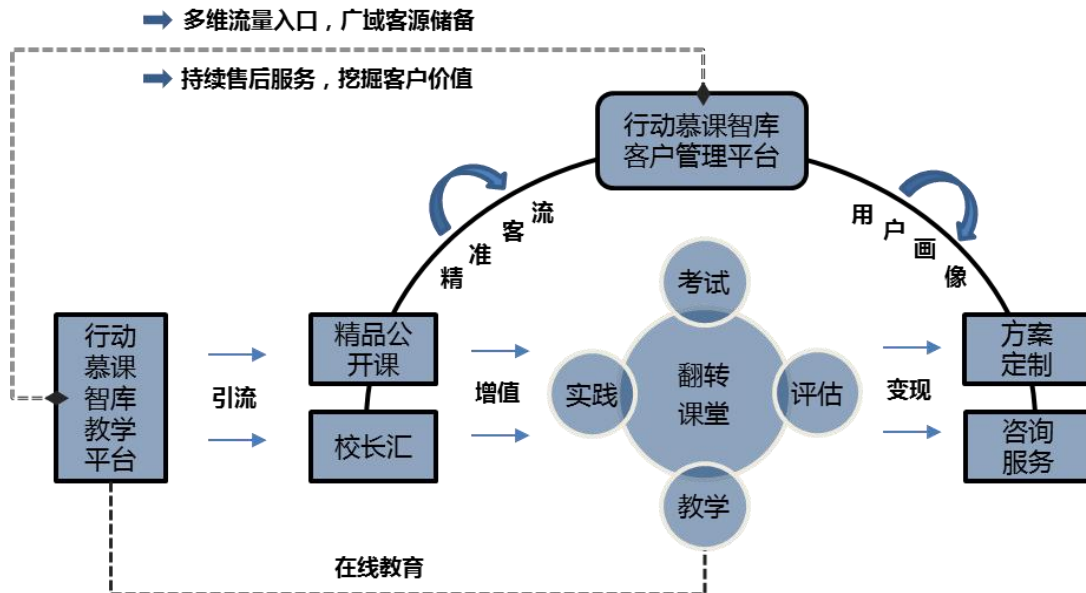 多维流量入口，广域客源储备
持续售后服务，挖掘客户价值
行动慕课智库
客户管理平台
精准客流
用户画像
考试
行动
慕课
智库
教学
平台
引流
精品公
开课
校长汇
增值
实践
翻转
课堂
评估
教学
变现
方案
定制
咨询
服务
在线教育